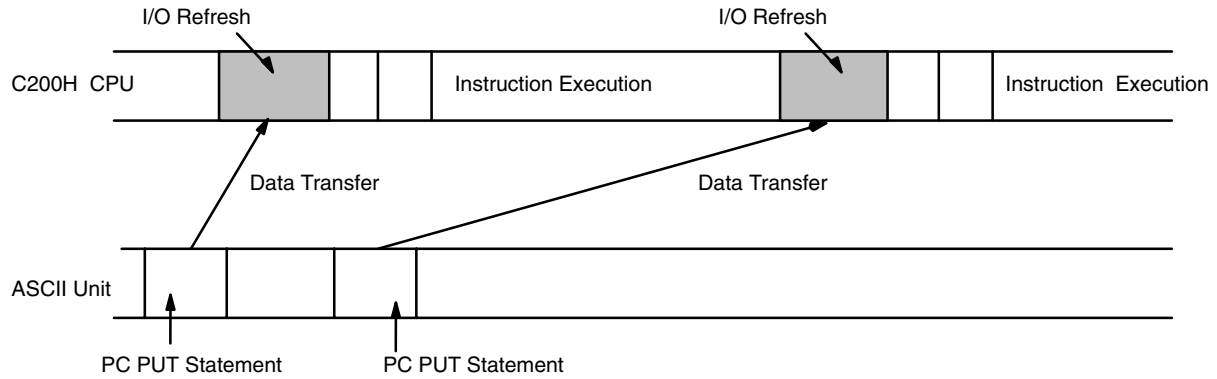 I/O Refresh
I/O Refresh
C200H CPU
Instruction Execution
Instruction Execution
Data Transfer
Data Transfer
ASCII Unit
PC PUT Statement
PC PUT Statement